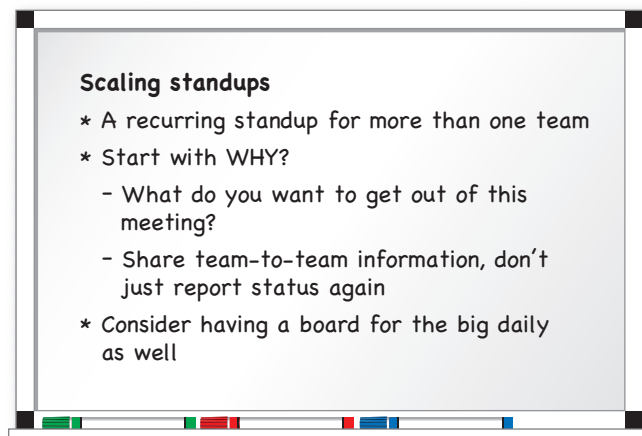 Scaling standups
* A recurring standup for more than one team
* Start with WHY?
– What do you want to get out of this
meeting?
– Share team-to-team information, don't
just report status again
* Consider having a board for the big daily
as well